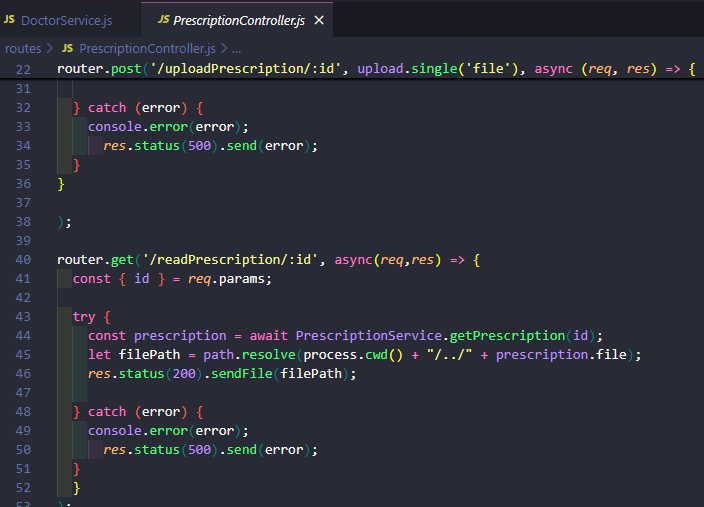 JS DoctorService.js
JS PrescriptionController.js ✕
routes > JS PrescriptionController.js > ...
22 router.post('/uploadPrescription/:id', upload.single('file'), async (req, res) => {
31
32 } catch (error) {
33 console.error(error);
34 res.status(500).send(error);
35 }
36 }
37
38 );
39
40 router.get('/readPrescription/:id', async(req,res) => {
41 const { id } = req.params;
42
43 try {
44 const prescription = await PrescriptionService.getPrescription(id);
45 let filePath = path.resolve(process.cwd() + "/../" + prescription.file);
46 res.status(200).sendFile(filePath);
47
48 } catch (error) {
49 console.error(error);
50 res.status(500).send(error);
51 }
52 }
53 );